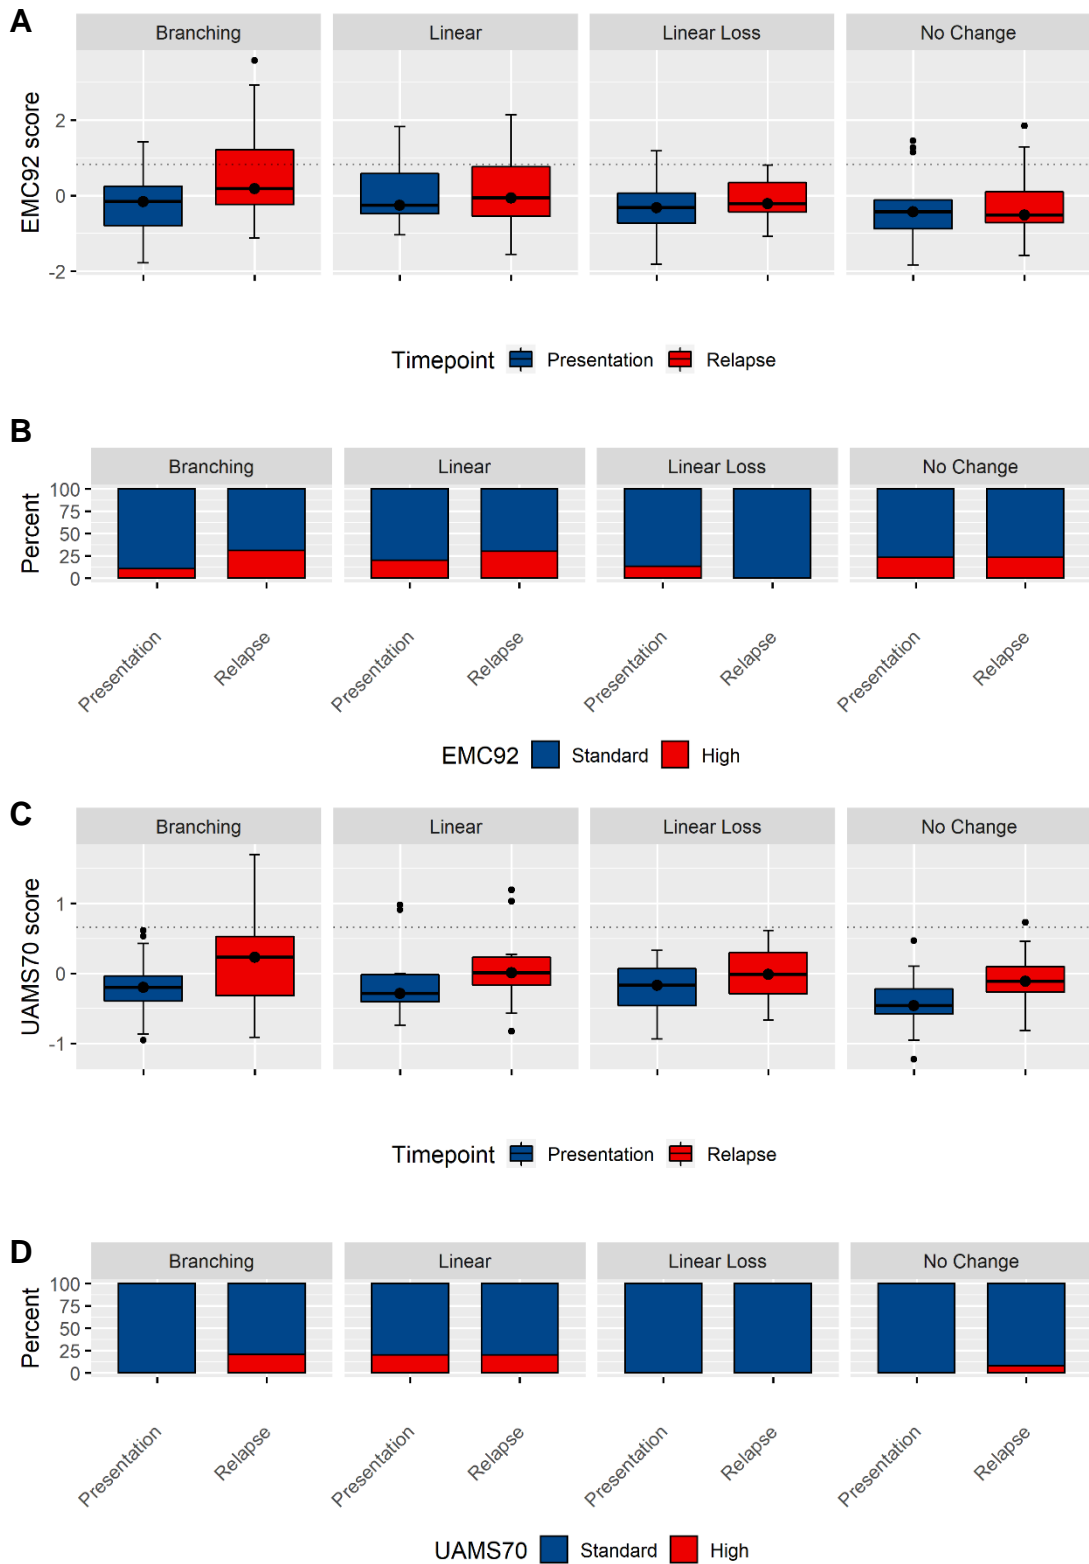 A
Branching Linear Linear Loss No Change
EMC92 score
2
0
-2
Timepoint Presentation Relapse
B
Branching Linear Linear Loss No Change
Percent
100
75
50
25
0
Presentation Relapse Presentation Relapse Presentation Relapse Presentation Relapse
EMC92 Standard High
C
Branching Linear Linear Loss No Change
UAMS70 score
1
0
-1
Timepoint Presentation Relapse
D
Branching Linear Linear Loss No Change
Percent
100
75
50
25
0
Presentation Relapse Presentation Relapse Presentation Relapse Presentation Relapse
UAMS70 Standard High